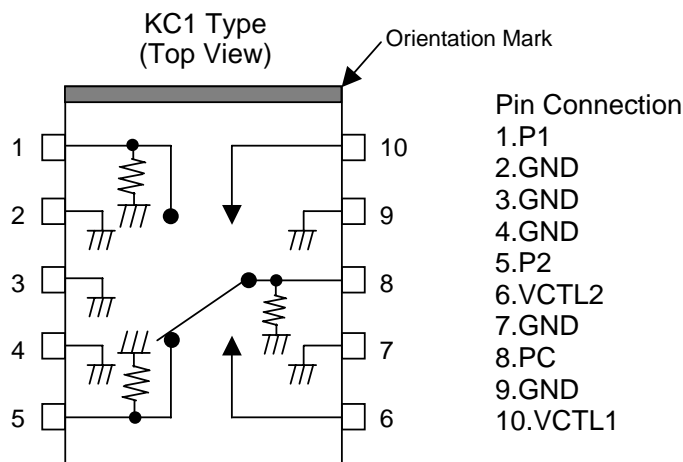 KC1 Type
(Top View)
Orientation Mark
1
2
3
4
5
10
9
8
7
6
Pin Connection
1.P1
2.GND
3.GND
4.GND
5.P2
6.VCTL2
7.GND
8.PC
9.GND
10.VCTL1